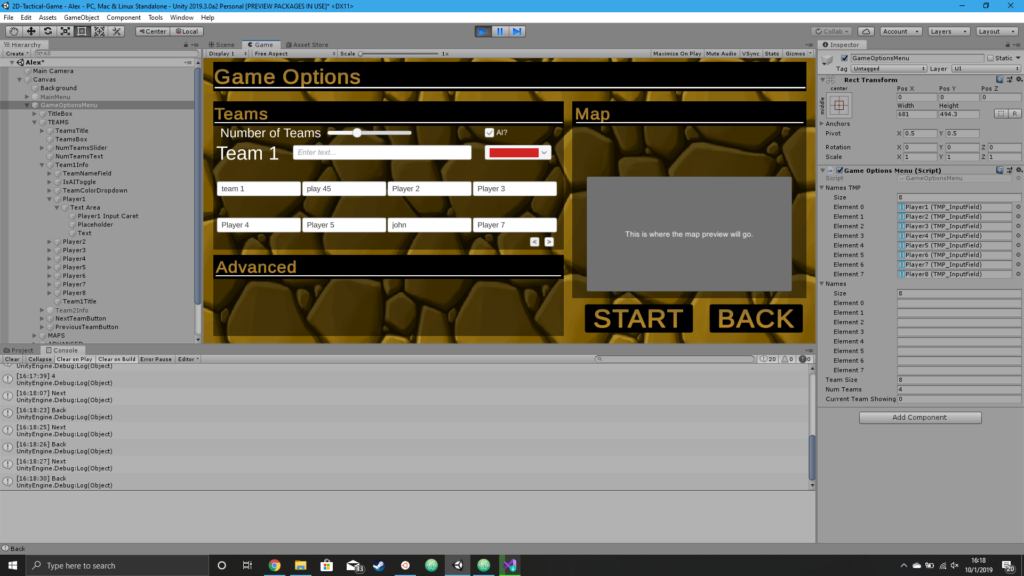 2D-Tactical-Game - Alex - PC, Mac & Linux Standalone - Unity 2019.3.0a2 Personal [PREVIEW PACKAGES IN USE]* <DX11>
File Edit Assets GameObject Component Tools Window Help
Center Local
Collab Account Layers Layout
Hierarchy
Create
All
Alex*
Main Camera
Canvas
Background
MainMenu
GameOptionsMenu
TitleBox
TEAMS
TeamsTitle
TeamsBox
NumTeamsSlider
NumTeamsText
Team1Info
TeamNameField
IsAIToggle
TeamColorDropdown
Player1
Text Area
Player1 Input Caret
Placeholder
Text
Player2
Player3
Player4
Player5
Player6
Player7
Player8
Team1Title
Team2Info
NextTeamButton
PreviousTeamButton
MAPS
Scene Game Asset Store
Display 1 Free Aspect Scale 1x Maximize On Play Mute Audio VSync Stats Gizmos
Game Options
Teams
Number of Teams AI?
Team 1 Enter text...
team 1 play 45 Player 2 Player 3
Player 4 Player 5 john Player 7
< >
Advanced
Map
This is where the map preview will go.
START BACK
Project Console
Clear Collapse Clear on Play Clear on Build Error Pause Editor 20 0 0
UnityEngine.Debug:Log(Object)
[16:17:39] 4
UnityEngine.Debug:Log(Object)
[16:18:07] Next
UnityEngine.Debug:Log(Object)
[16:18:23] Back
UnityEngine.Debug:Log(Object)
[16:18:25] Next
UnityEngine.Debug:Log(Object)
[16:18:26] Back
UnityEngine.Debug:Log(Object)
[16:18:27] Next
UnityEngine.Debug:Log(Object)
[16:18:30] Back
UnityEngine.Debug:Log(Object)
Back
Inspector
GameOptionsMenu Static
Tag Untagged Layer UI
Rect Transform
center Pos X Pos Y Pos Z
middle 0 0 0
Width Height
681 494.3 R
Anchors
Pivot X 0.5 Y 0.5
Rotation X 0 Y 0 Z 0
Scale X 1 Y 1 Z 1
Game Options Menu (Script)
Script GameOptionsMenu
Names TMP
Size 8
Element 0 Player1 (TMP_InputField)
Element 1 Player2 (TMP_InputField)
Element 2 Player3 (TMP_InputField)
Element 3 Player4 (TMP_InputField)
Element 4 Player5 (TMP_InputField)
Element 5 Player6 (TMP_InputField)
Element 6 Player7 (TMP_InputField)
Element 7 Player8 (TMP_InputField)
Names
Size 8
Element 0
Element 1
Element 2
Element 3
Element 4
Element 5
Element 6
Element 7
Team Size 8
Num Teams 4
Current Team Showing 0
Add Component
Type here to search
16:18
10/1/2019
20